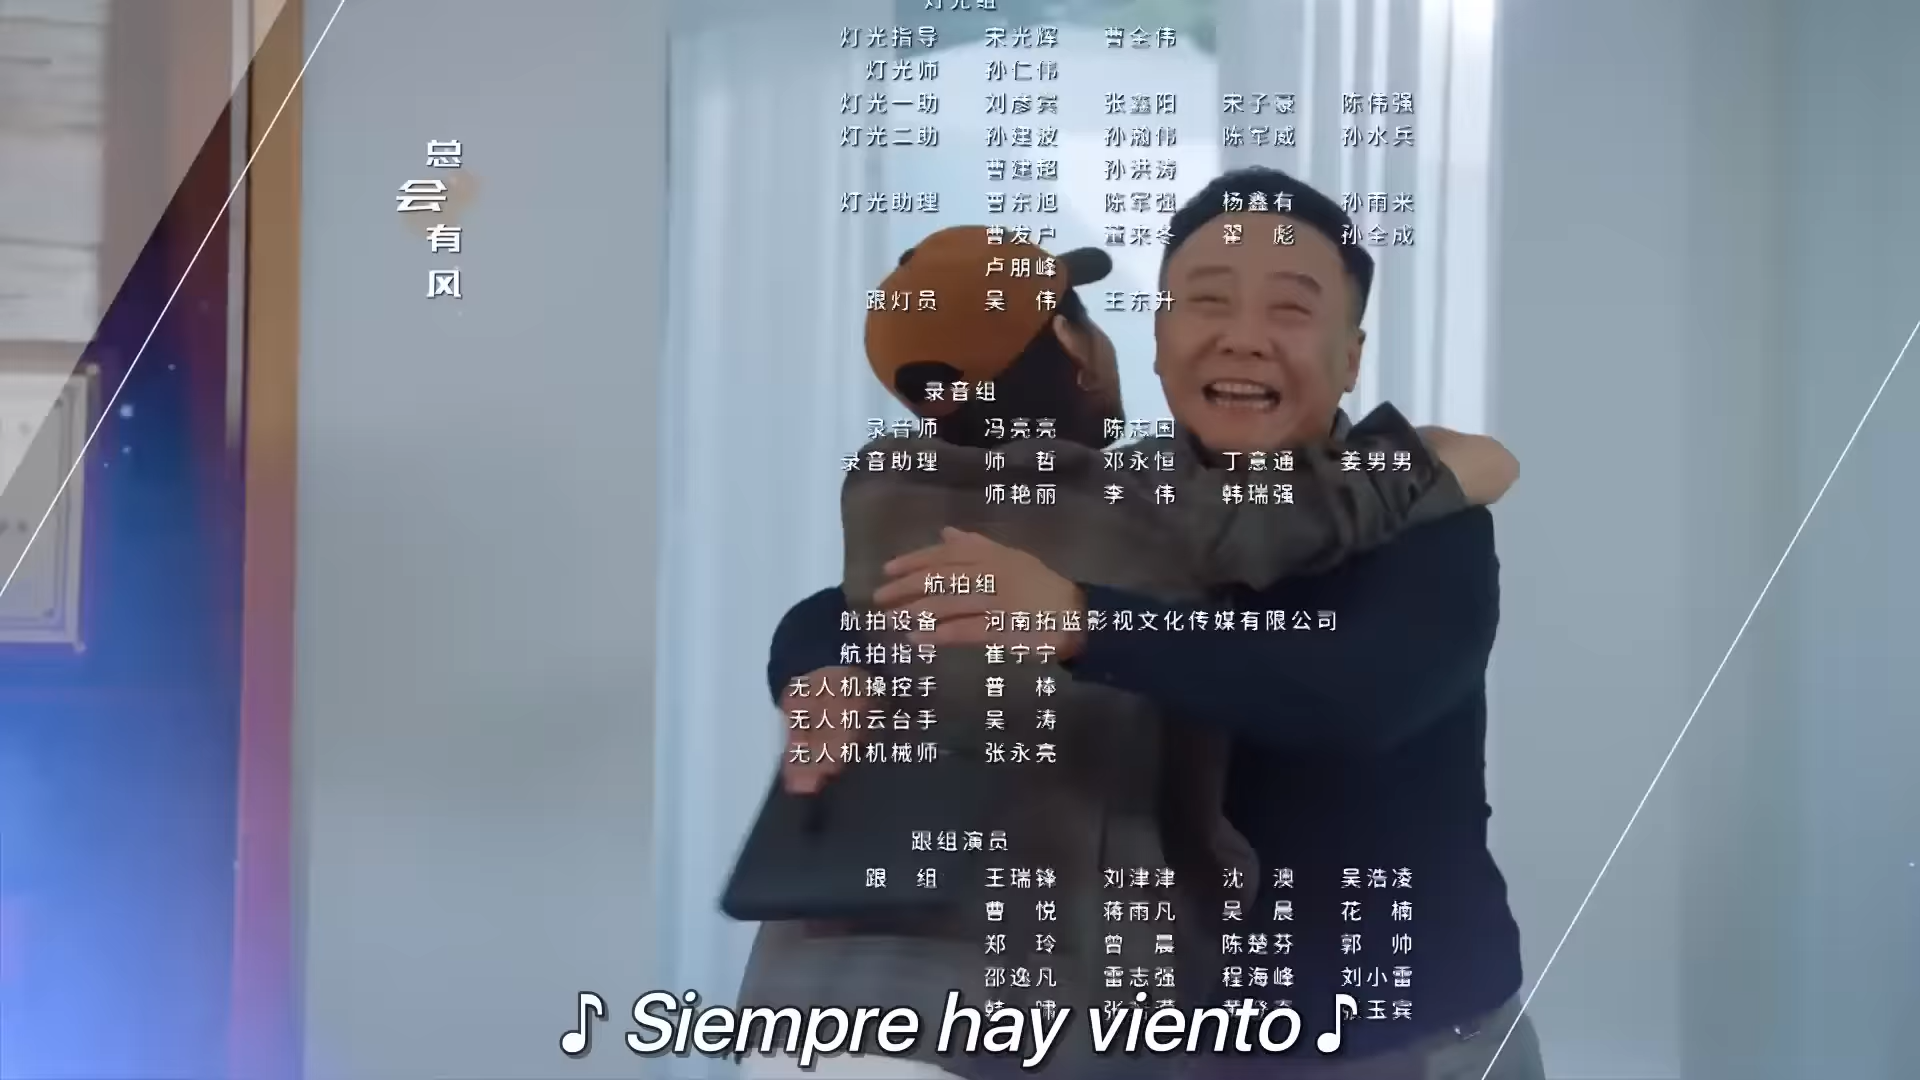 灯光组
灯光指导 宋光辉 曹全伟
灯光师 孙仁伟
灯光一助 刘彦宾 张鑫阳 宋子豪 陈伟强
灯光二助 孙建波 孙瀚伟 陈军威 孙水兵
曹建超 孙洪涛
灯光助理 曹东旭 陈军强 杨鑫有 孙雨来
曹发户 董来冬 翟 彪 孙全成
卢朋峰
跟灯员 吴 伟 王东升
总会有风
录音组
录音师 冯亮亮 陈志国
录音助理 师 哲 邓永恒 丁意通 姜男男
师艳丽 李 伟 韩瑞强
航拍组
航拍设备 河南拓蓝影视文化传媒有限公司
航拍指导 崔宁宁
无人机操控手 普 棒
无人机云台手 吴 涛
无人机机械师 张永亮
跟组演员
跟 组 王瑞锋 刘津津 沈 澳 吴浩凌
曹 悦 蒋雨凡 吴 晨 花 楠
郑 玲 曾 晨 陈楚芬 郭 帅
邵逸凡 雷志强 程海峰 刘小雷
韩 啸
♪ Siempre hay viento ♪